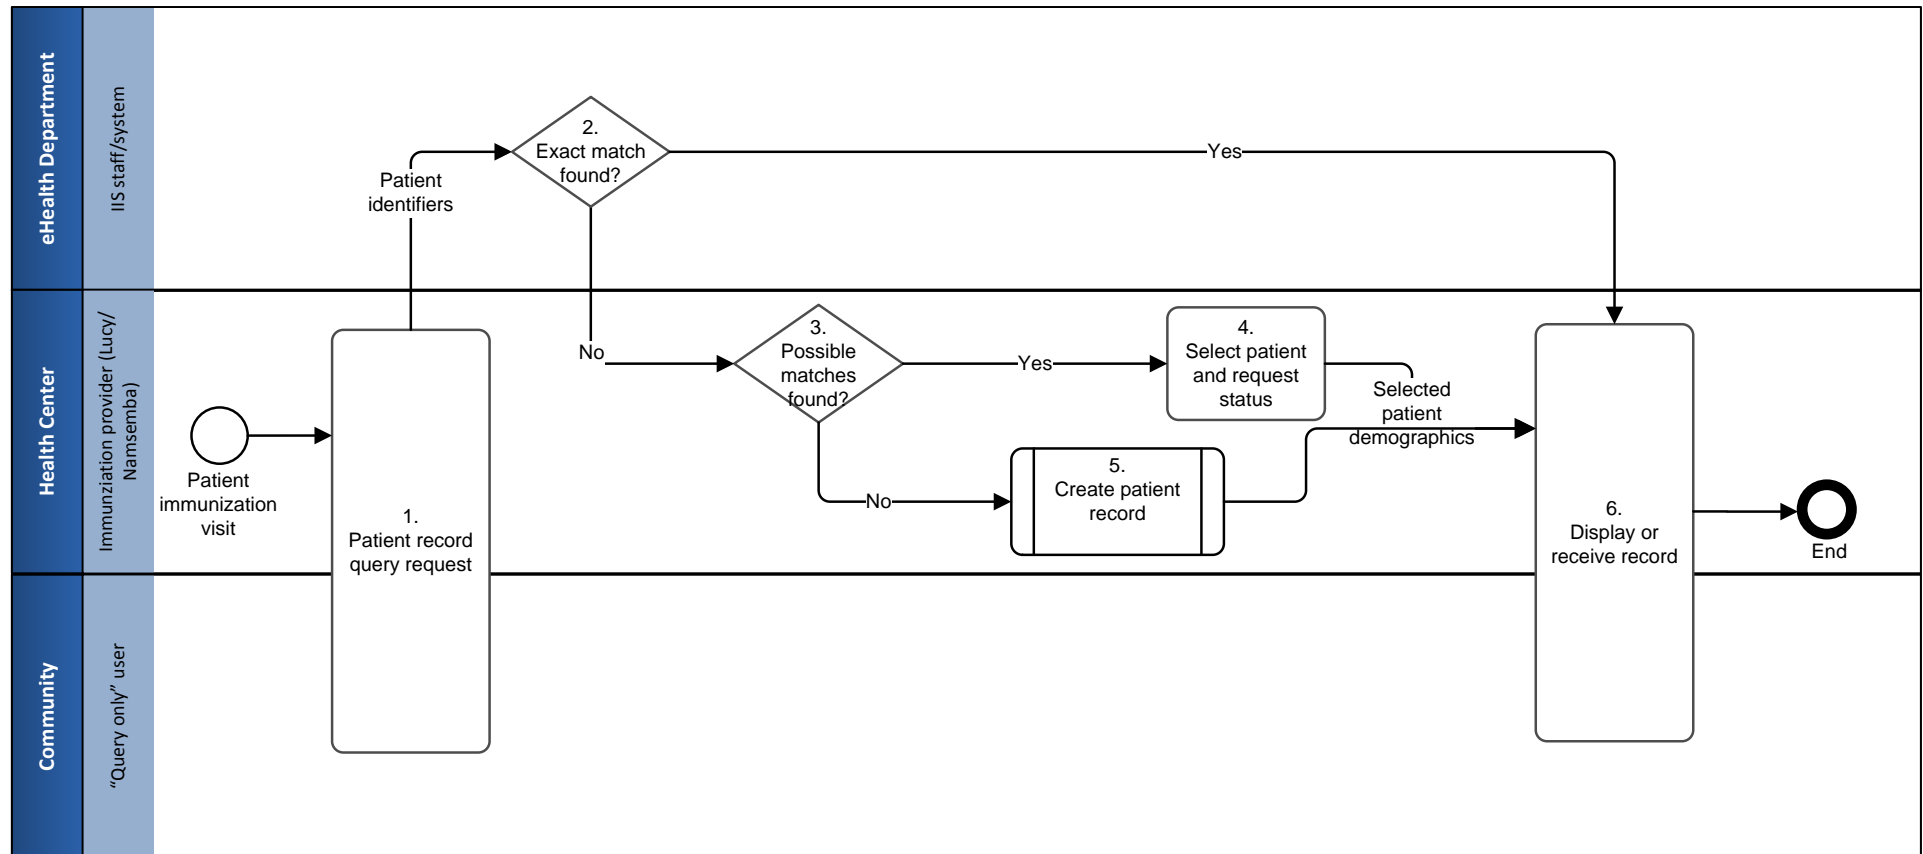 eHealth Department
IIS staff/system
2.
Exact match
found?
Yes
Patient
identifiers
No
Health Center
Immunziation provider (Lucy/
Namsemba)
Patient
immunization
visit
1.
Patient record
query request
3.
Possible
matches
found?
Yes
4.
Select patient
and request
status
Selected
patient
demographics
No
5.
Create patient
record
6.
Display or
receive record
End
Community
“Query only” user